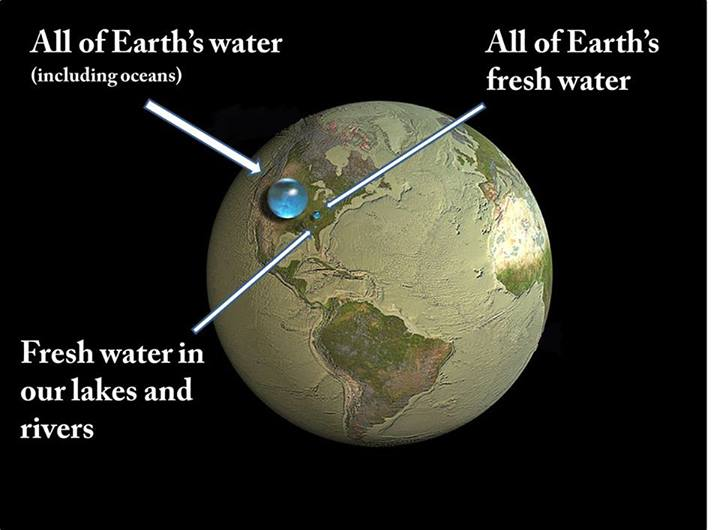 All of Earth's water
(including oceans)
All of Earth's
fresh water
Fresh water in
our lakes and
rivers